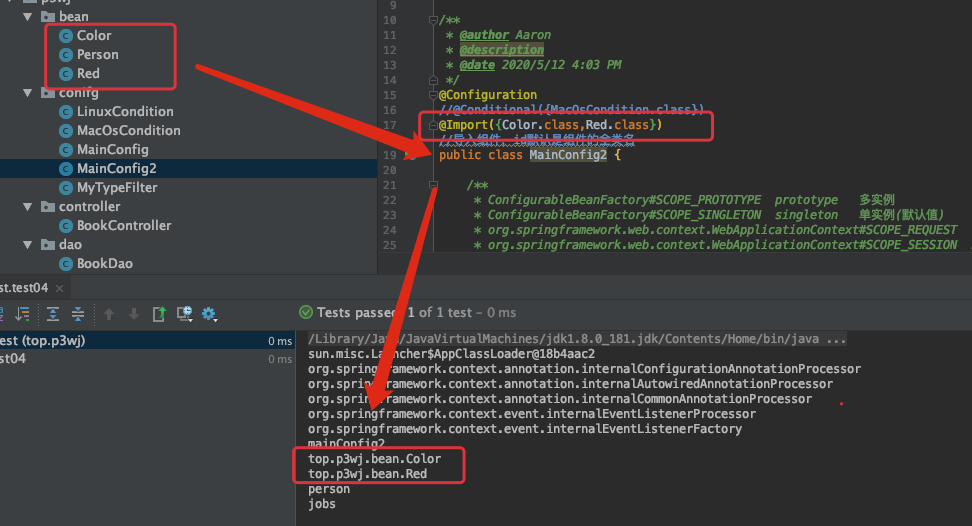 p3wj
bean
Color
Person
Red
conifg
LinuxCondition
MacOsCondition
MainConfig
MainConfig2
MyTypeFilter
controller
BookController
dao
BookDao
9
10 /**
11 * @author Aaron
12 * @description
13 * @date 2020/5/12 4:03 PM
14 */
15 @Configuration
16 //@Conditional({MacOsCondition.class})
17 @Import({Color.class,Red.class})
//导入组件,id默认是组件的全类名
19 public class MainConfig2 {
20
21 /**
22 * ConfigurableBeanFactory#SCOPE_PROTOTYPE prototype 多实例
23 * ConfigurableBeanFactory#SCOPE_SINGLETON singleton 单实例(默认值)
24 * org.springframework.web.context.WebApplicationContext#SCOPE_REQUEST
25 * org.springframework.web.context.WebApplicationContext#SCOPE_SESSION
st.test04 ×
Tests passed: 1 of 1 test – 0 ms
est (top.p3wj) 0 ms
st04 0 ms
/Library/Java/JavaVirtualMachines/jdk1.8.0_181.jdk/Contents/Home/bin/java ...
sun.misc.Launcher$AppClassLoader@18b4aac2
org.springframework.context.annotation.internalConfigurationAnnotationProcessor
org.springframework.context.annotation.internalAutowiredAnnotationProcessor
org.springframework.context.annotation.internalCommonAnnotationProcessor
org.springframework.context.event.internalEventListenerProcessor
org.springframework.context.event.internalEventListenerFactory
mainConfig2
top.p3wj.bean.Color
top.p3wj.bean.Red
person
jobs